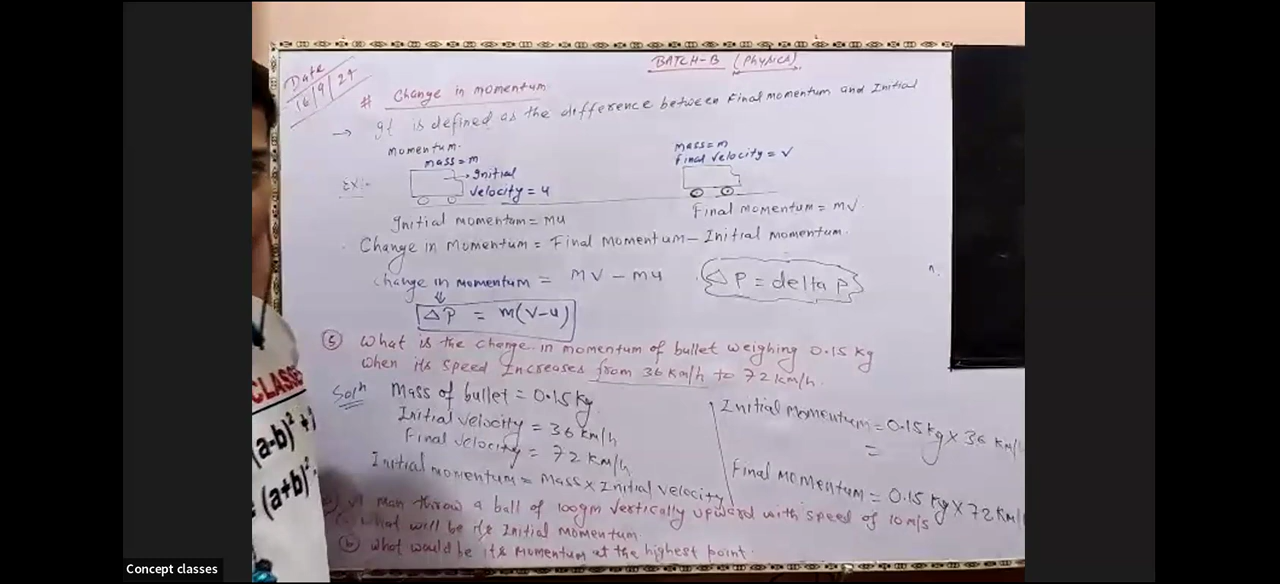 BATCH-B (Physics)
Date
16/9/24
# Change in momentum
→ It is defined as the difference between Final momentum and Initial
momentum.
mass=m
Initial
velocity = u
mass=m
Final velocity = v
Ex:-
Initial momentum = mu
Final momentum = mv
Change in Momentum = Final Momentum - Initial momentum.
change in momentum = mv - mu
ΔP = delta P
ΔP = m(v-u)
⑤ What is the change in momentum of bullet weighing 0.15 kg
when its speed Increases from 36 km/h to 72 km/h.
Solⁿ Mass of bullet = 0.15 kg
Initial velocity = 36 km/h
Final velocity = 72 km/h
Initial momentum = Mass × Initial velocity
Initial Momentum = 0.15 kg × 36 km/
=
Final Momentum = 0.15 kg × 72 km/
A man throw a ball of 100gm vertically upward with speed of 10 m/s
What will be its Initial momentum.
ⓑ What would be its momentum at the highest point.
CLASSES
(a-b)² +
(a+b)²
Concept classes